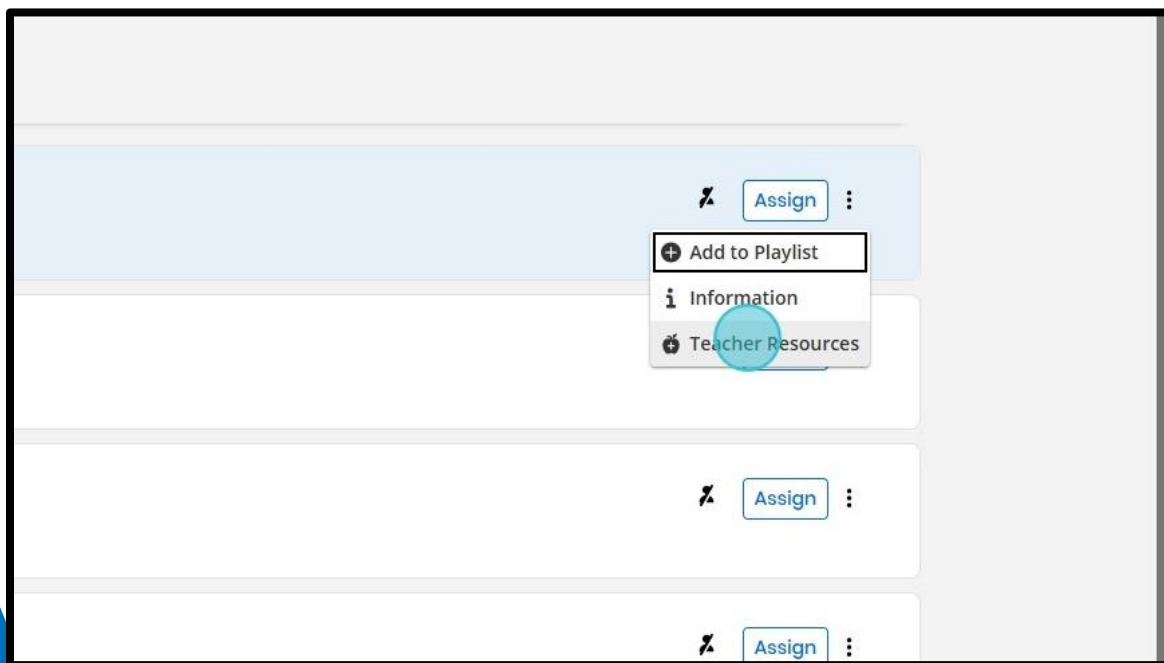 Assign
Add to Playlist
Information
Teacher Resources
Assign
Assign